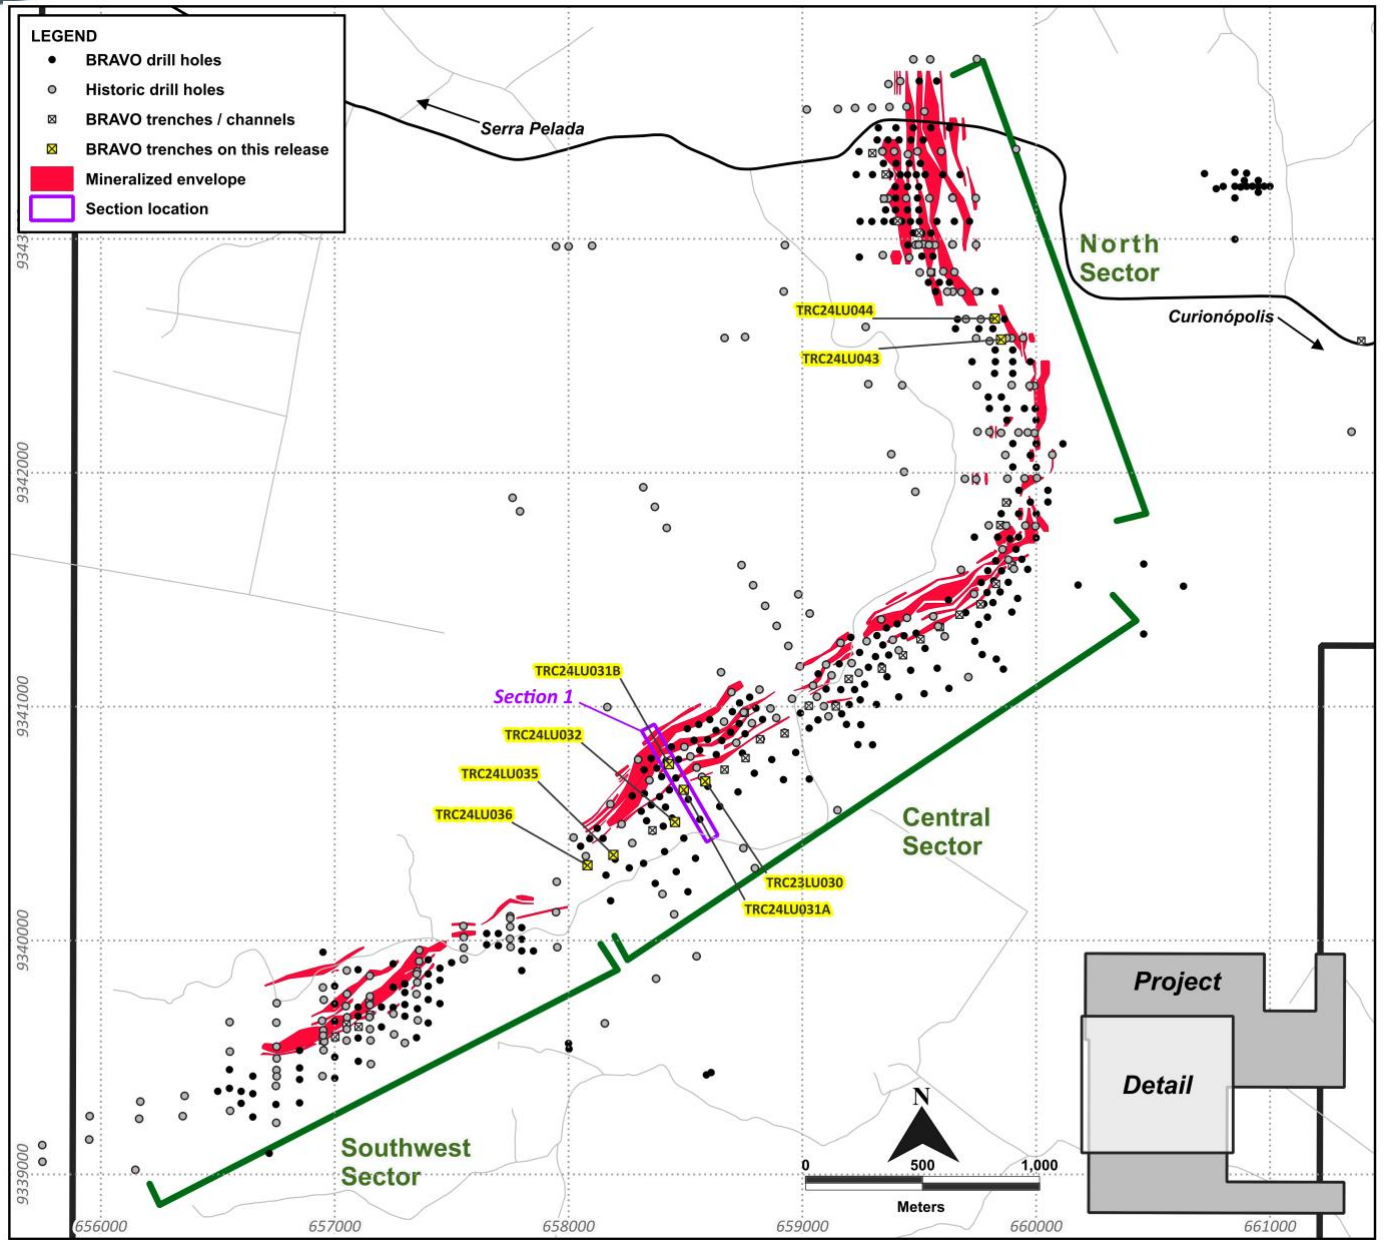 LEGEND
BRAVO drill holes
Historic drill holes
BRAVO trenches / channels
BRAVO trenches on this release
Mineralized envelope
Section location
Serra Pelada
North
Sector
Curionópolis
TRC24LU044
TRC24LU043
TRC24LU031B
Section 1
TRC24LU032
TRC24LU035
TRC24LU036
Central
Sector
TRC23LU030
TRC24LU031A
Southwest
Sector
Project
Detail
N
0 500 1,000
Meters
9343000
9342000
9341000
9340000
9339000
656000 657000 658000 659000 660000 661000